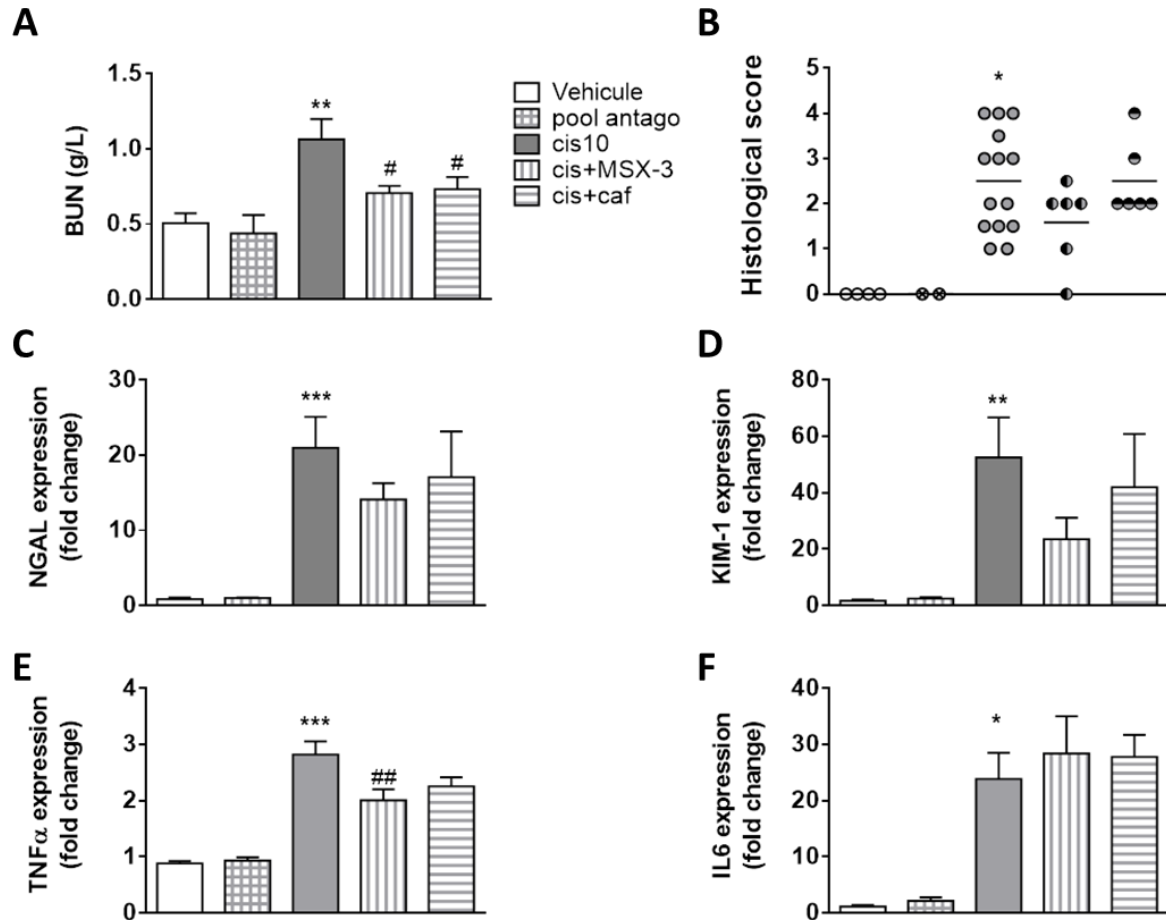 A
1.5
1.0
0.5
0.0
BUN (g/L)
**
#
#
Vehicule
pool antago
cis10
cis+MSX-3
cis+caf
B
5
4
3
2
1
0
Histological score
*
C
30
20
10
0
NGAL expression
(fold change)
***
D
80
60
40
20
0
KIM-1 expression
(fold change)
**
E
4
3
2
1
0
TNFα expression
(fold change)
***
##
F
40
30
20
10
0
IL6 expression
(fold change)
*